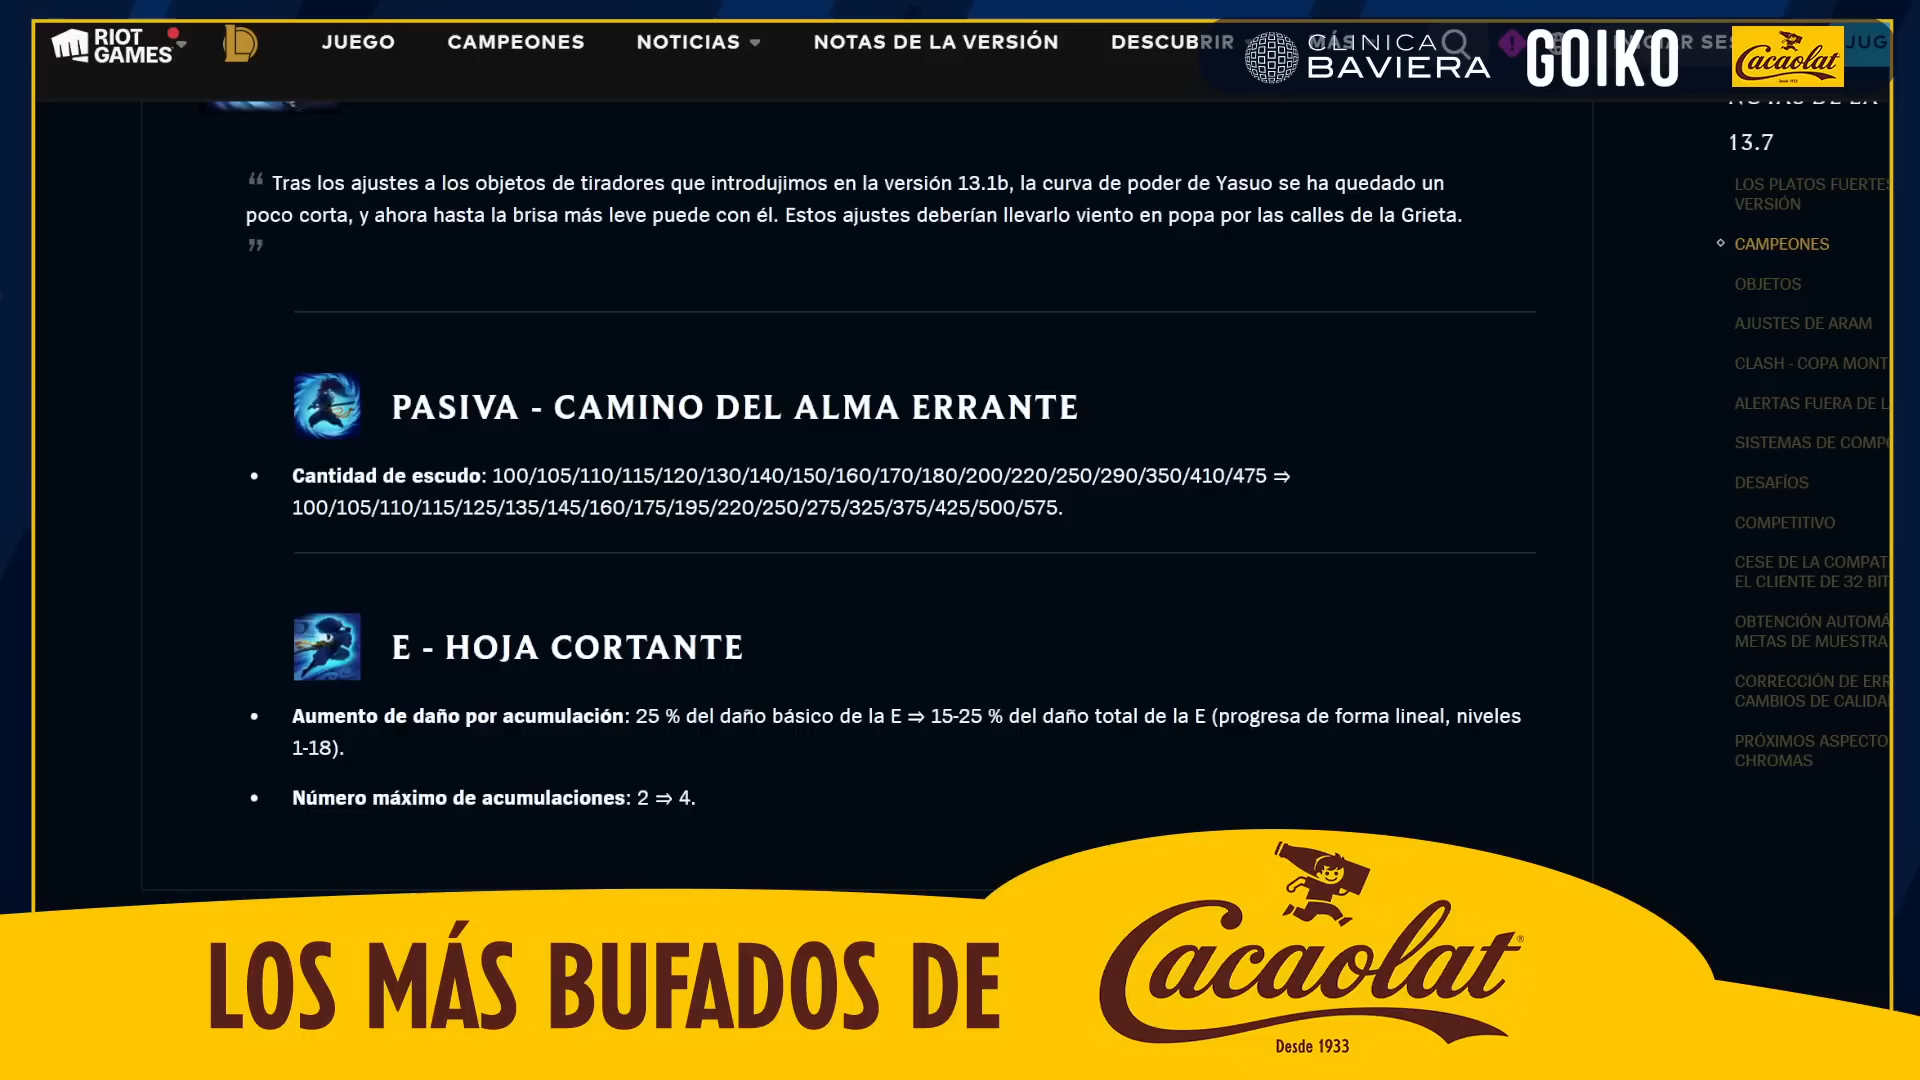 RIOT GAMES
JUEGO
CAMPEONES
NOTICIAS
NOTAS DE LA VERSIÓN
DESCUBRIR
MÁS
CLINICA BAVIERA
GOIKO
Cacaolat
“ Tras los ajustes a los objetos de tiradores que introdujimos en la versión 13.1b, la curva de poder de Yasuo se ha quedado un
poco corta, y ahora hasta la brisa más leve puede con él. Estos ajustes deberían llevarlo viento en popa por las calles de la Grieta.
”
PASIVA - CAMINO DEL ALMA ERRANTE
• Cantidad de escudo: 100/105/110/115/120/130/140/150/160/170/180/200/220/250/290/350/410/475 ⇒
100/105/110/115/125/135/145/160/175/195/220/250/275/325/375/425/500/575.
E - HOJA CORTANTE
• Aumento de daño por acumulación: 25 % del daño básico de la E ⇒ 15-25 % del daño total de la E (progresa de forma lineal, niveles
1-18).
• Número máximo de acumulaciones: 2 ⇒ 4.
NOTAS DE LA
13.7
LOS PLATOS FUERTES
VERSIÓN
CAMPEONES
OBJETOS
AJUSTES DE ARAM
CLASH - COPA MONT
ALERTAS FUERA DE L
SISTEMAS DE COMPO
DESAFÍOS
COMPETITIVO
CESE DE LA COMPAT
EL CLIENTE DE 32 BIT
OBTENCIÓN AUTOMÁ
METAS DE MUESTRA
CORRECCIÓN DE ERR
CAMBIOS DE CALIDA
PRÓXIMOS ASPECTO
CHROMAS
LOS MÁS BUFADOS DE
Cacaolat®
Desde 1933